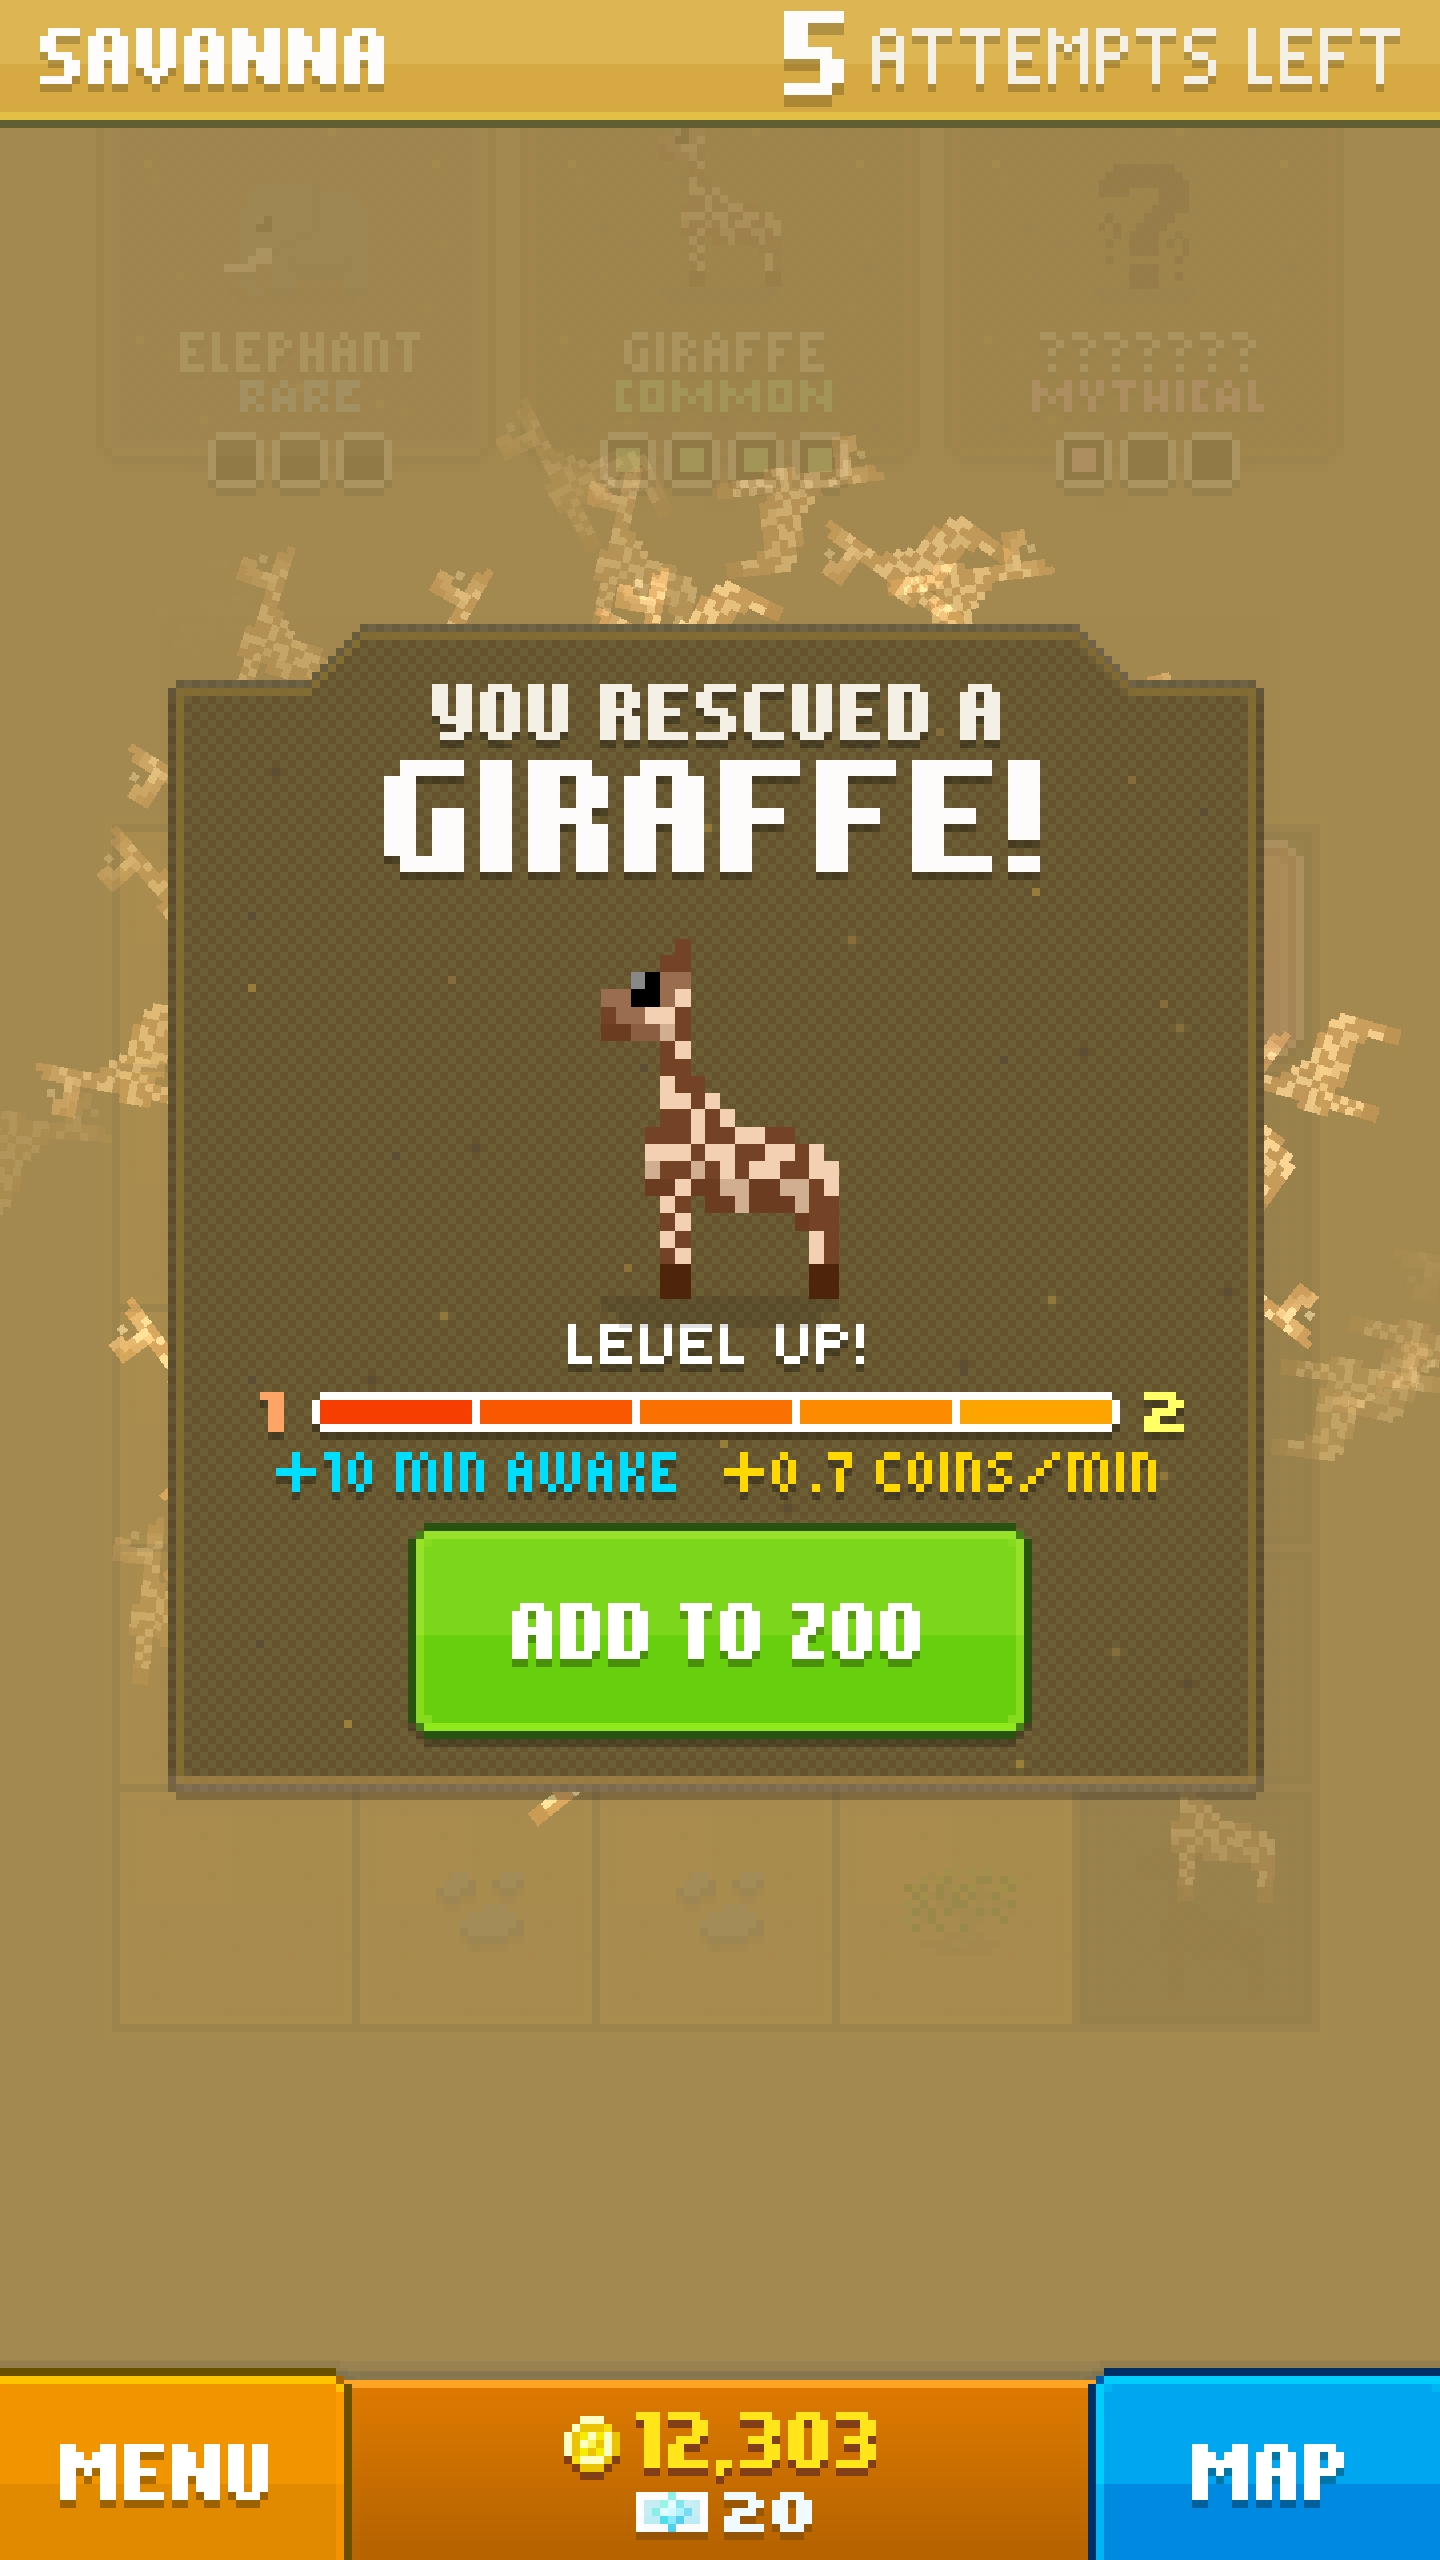 SAVANNA
5 ATTEMPTS LEFT
ELEPHANT
RARE
GIRAFFE
COMMON
???????
MYTHICAL
YOU RESCUED A
GIRAFFE!
LEVEL UP!
1 2
+10 MIN AWAKE +0.7 COINS/MIN
ADD TO ZOO
MENU
12,303
20
MAP